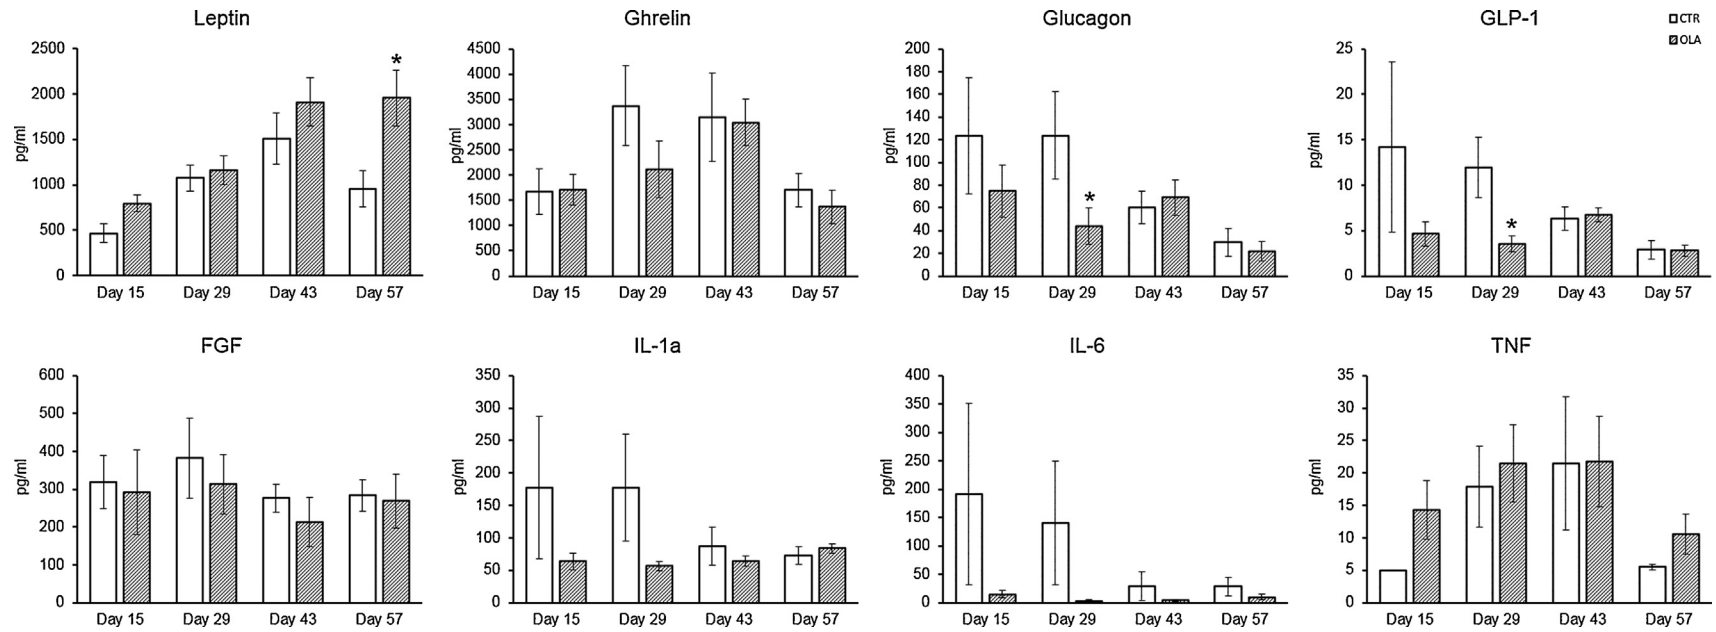 Leptin
2500
2000
1500
1000
500
0
pg/ml
*
Day 15 Day 29 Day 43 Day 57
Ghrelin
4500
4000
3500
3000
2500
2000
1500
1000
500
0
pg/ml
Day 15 Day 29 Day 43 Day 57
Glucagon
200
180
160
140
120
100
80
60
40
20
0
pg/ml
*
Day 15 Day 29 Day 43 Day 57
GLP-1
CTR
OLA
25
20
15
10
5
0
pg/ml
*
Day 15 Day 29 Day 43 Day 57
FGF
600
500
400
300
200
100
0
pg/ml
Day 15 Day 29 Day 43 Day 57
IL-1a
350
300
250
200
150
100
50
0
pg/ml
Day 15 Day 29 Day 43 Day 57
IL-6
400
350
300
250
200
150
100
50
0
pg/ml
Day 15 Day 29 Day 43 Day 57
TNF
35
30
25
20
15
10
5
0
pg/ml
Day 15 Day 29 Day 43 Day 57